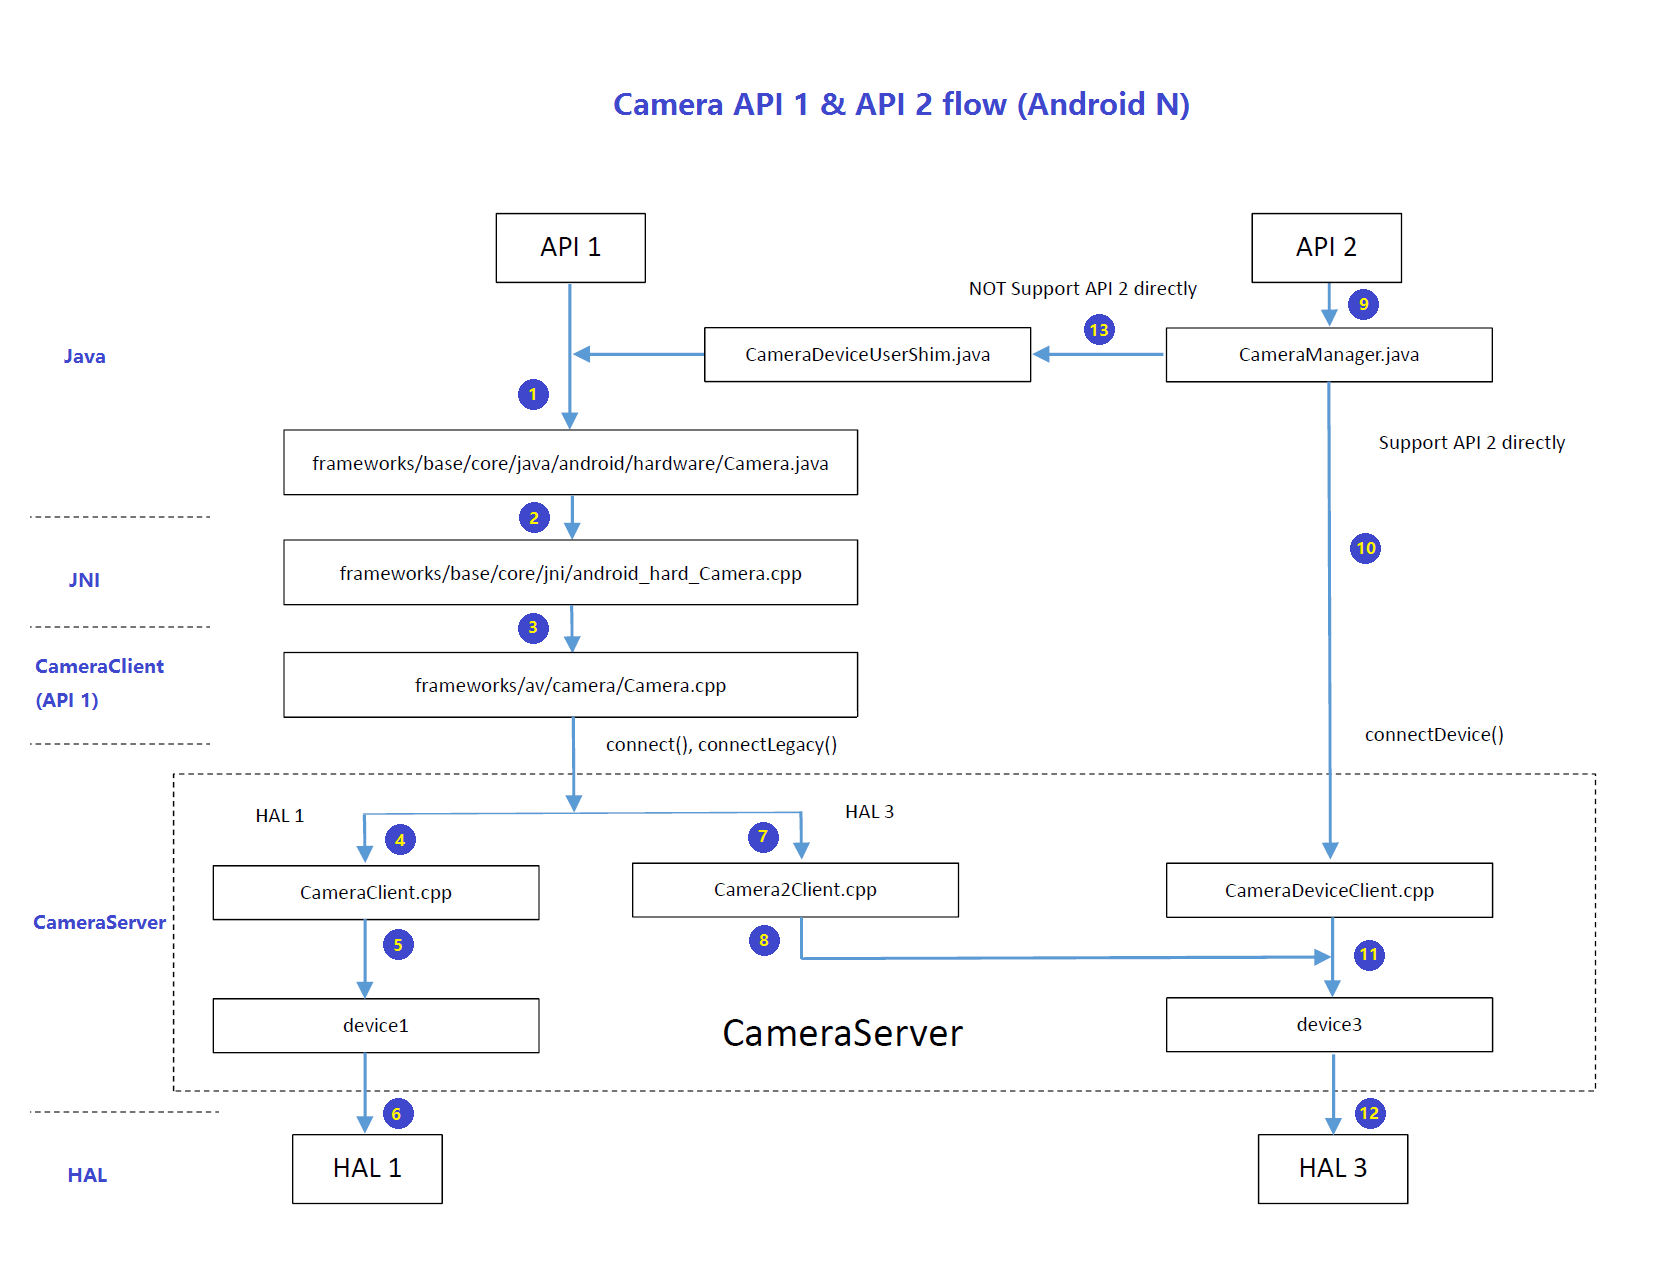 Camera API 1 & API 2 flow (Android N)
API 1
API 2
NOT Support API 2 directly
9
13
Java
CameraDeviceUserShim.java
CameraManager.java
1
Support API 2 directly
frameworks/base/core/java/android/hardware/Camera.java
2
10
JNI
frameworks/base/core/jni/android_hard_Camera.cpp
3
CameraClient
(API 1)
frameworks/av/camera/Camera.cpp
connect(), connectLegacy()
connectDevice()
HAL 1
HAL 3
4
7
CameraServer
CameraClient.cpp
Camera2Client.cpp
CameraDeviceClient.cpp
5
8
11
device1
CameraServer
device3
6
12
HAL
HAL 1
HAL 3